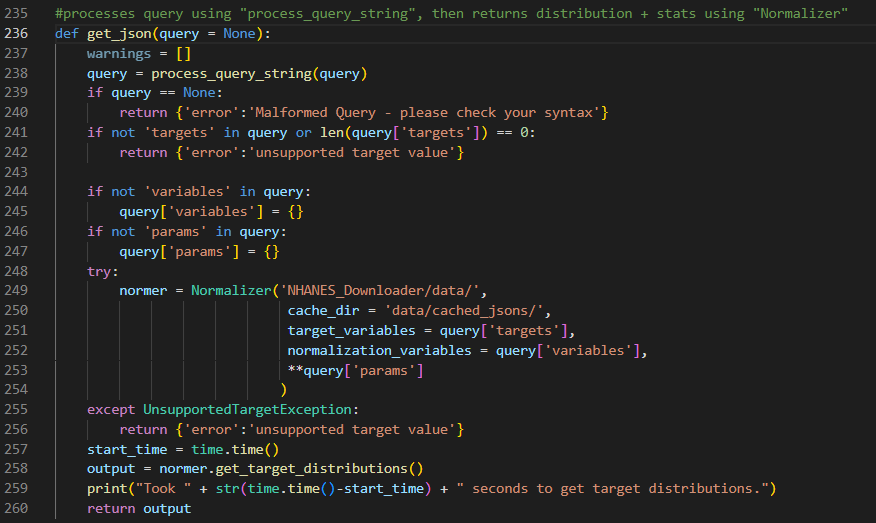 235 #processes query using "process_query_string", then returns distribution + stats using "Normalizer"
236 def get_json(query = None):
237     warnings = []
238     query = process_query_string(query)
239     if query == None:
240         return {'error':'Malformed Query - please check your syntax'}
241     if not 'targets' in query or len(query['targets']) == 0:
242         return {'error':'unsupported target value'}
243
244     if not 'variables' in query:
245         query['variables'] = {}
246     if not 'params' in query:
247         query['params'] = {}
248     try:
249         normer = Normalizer('NHANES_Downloader/data/',
250                             cache_dir = 'data/cached_jsons/',
251                             target_variables = query['targets'],
252                             normalization_variables = query['variables'],
253                             **query['params']
254                             )
255     except UnsupportedTargetException:
256         return {'error':'unsupported target value'}
257     start_time = time.time()
258     output = normer.get_target_distributions()
259     print("Took " + str(time.time()-start_time) + " seconds to get target distributions.")
260     return output